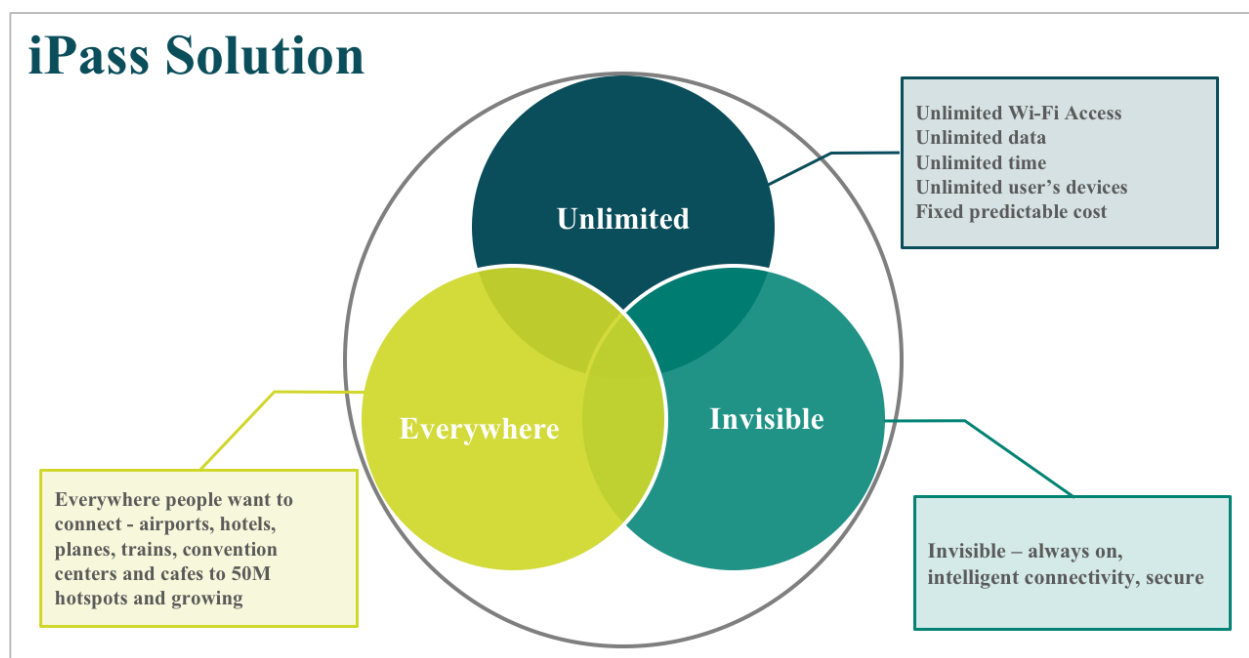 iPass Solution
Unlimited Wi-Fi Access
Unlimited data
Unlimited time
Unlimited user’s devices
Fixed predictable cost
Unlimited
Everywhere
Invisible
Everywhere people want to
connect - airports, hotels,
planes, trains, convention
centers and cafes to 50M
hotspots and growing
Invisible – always on,
intelligent connectivity, secure